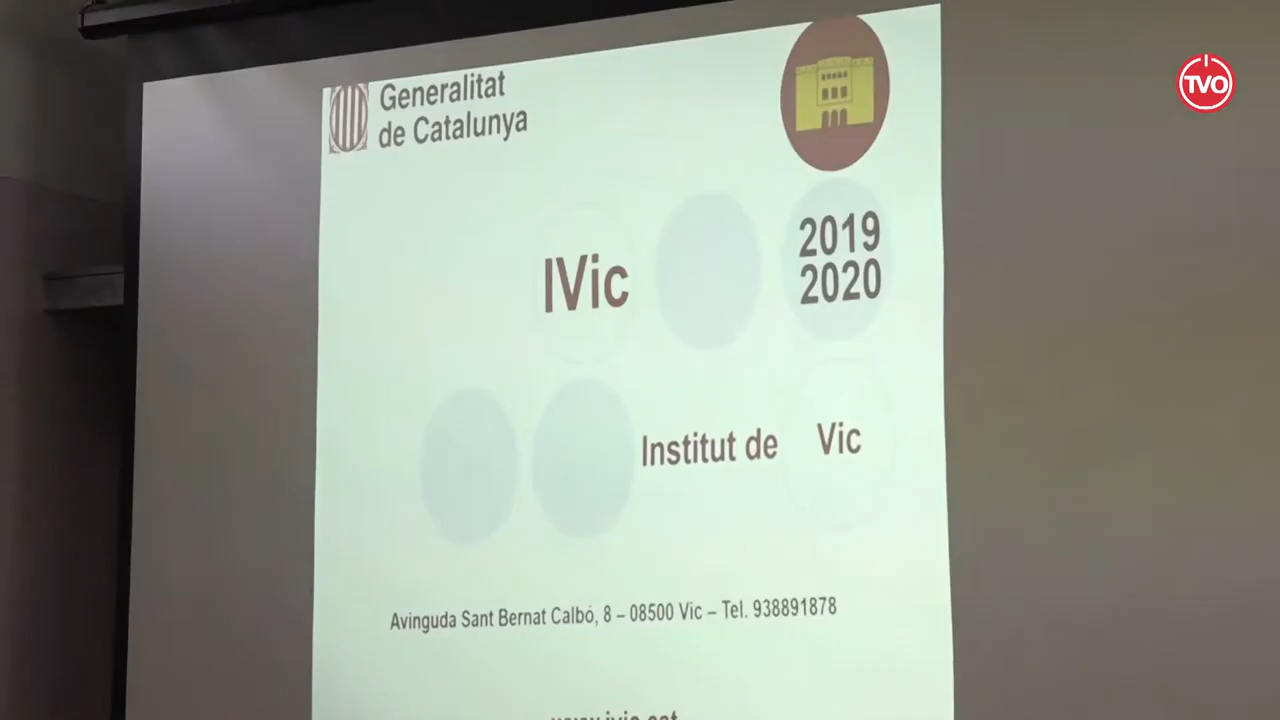 Generalitat
de Catalunya
TVO
2019
2020
IVic
Institut de Vic
Avinguda Sant Bernat Calbó, 8 – 08500 Vic – Tel. 938891878